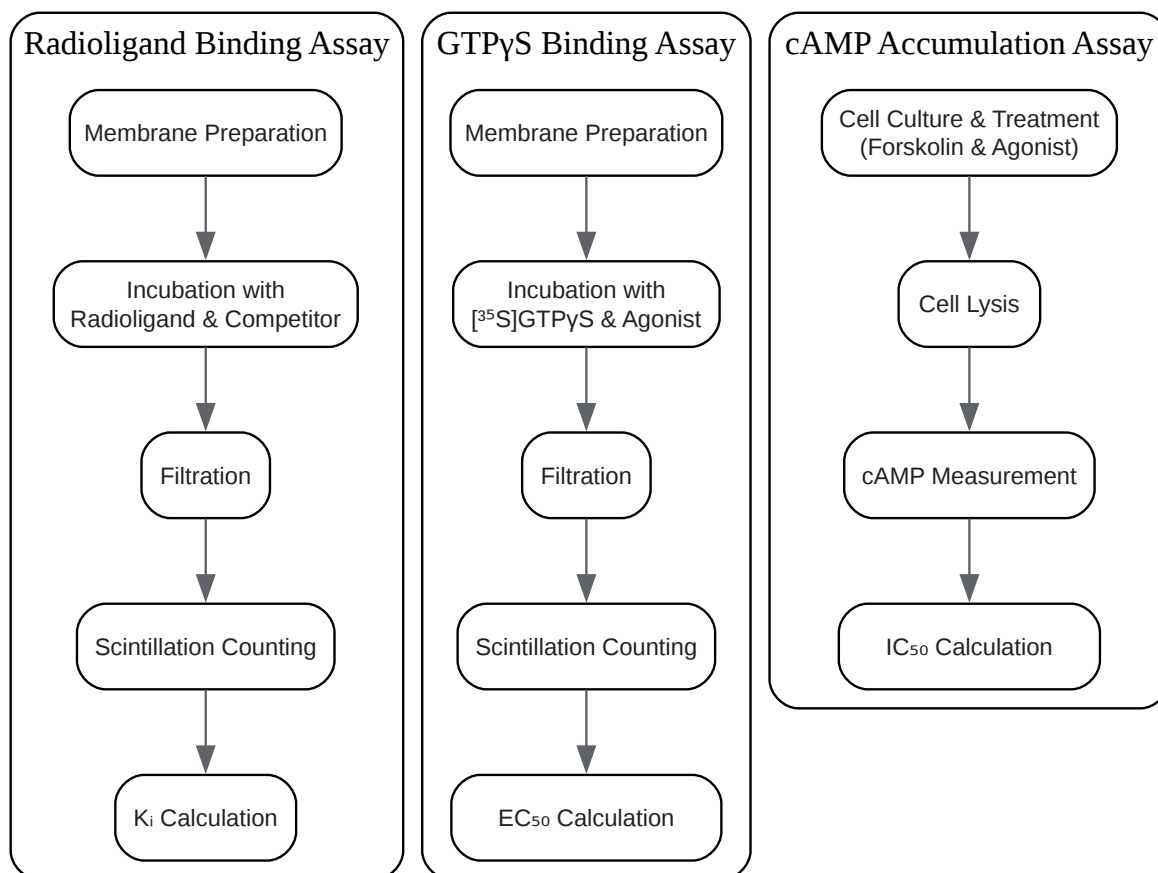 Radioligand Binding Assay
Membrane Preparation
Incubation with
Radioligand & Competitor
Filtration
Scintillation Counting
Kᵢ Calculation
GTPγS Binding Assay
Membrane Preparation
Incubation with
[³⁵S]GTPγS & Agonist
Filtration
Scintillation Counting
EC₅₀ Calculation
cAMP Accumulation Assay
Cell Culture & Treatment
(Forskolin & Agonist)
Cell Lysis
cAMP Measurement
IC₅₀ Calculation